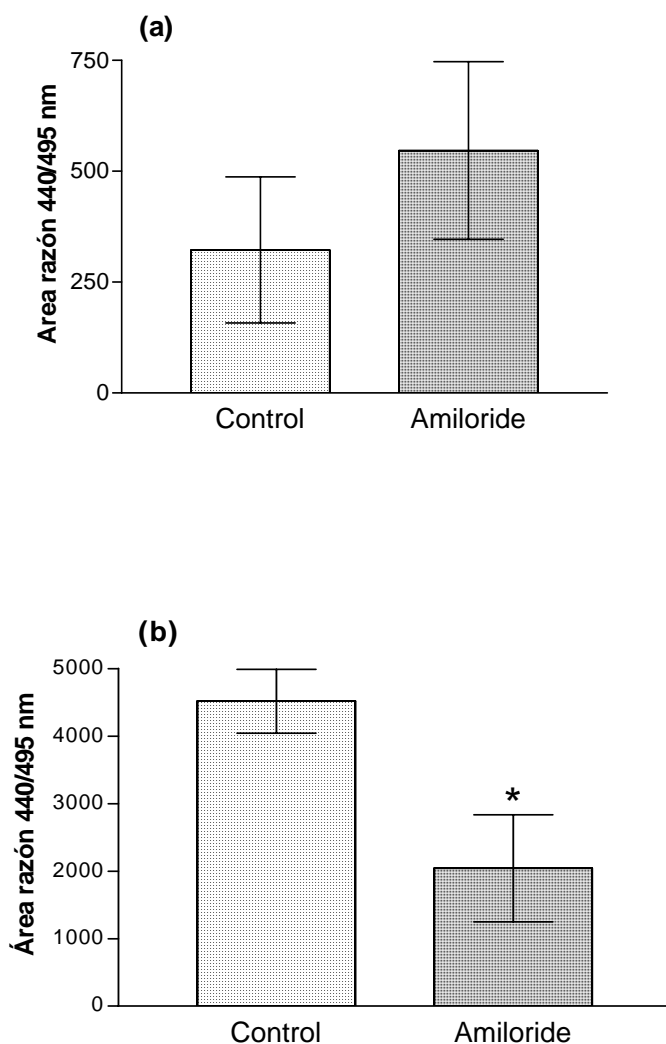 (a)
750
500
250
0
Area razón 440/495 nm
Control Amiloride
(b)
5000
4000
3000
2000
1000
0
Área razón 440/495 nm
*
Control Amiloride